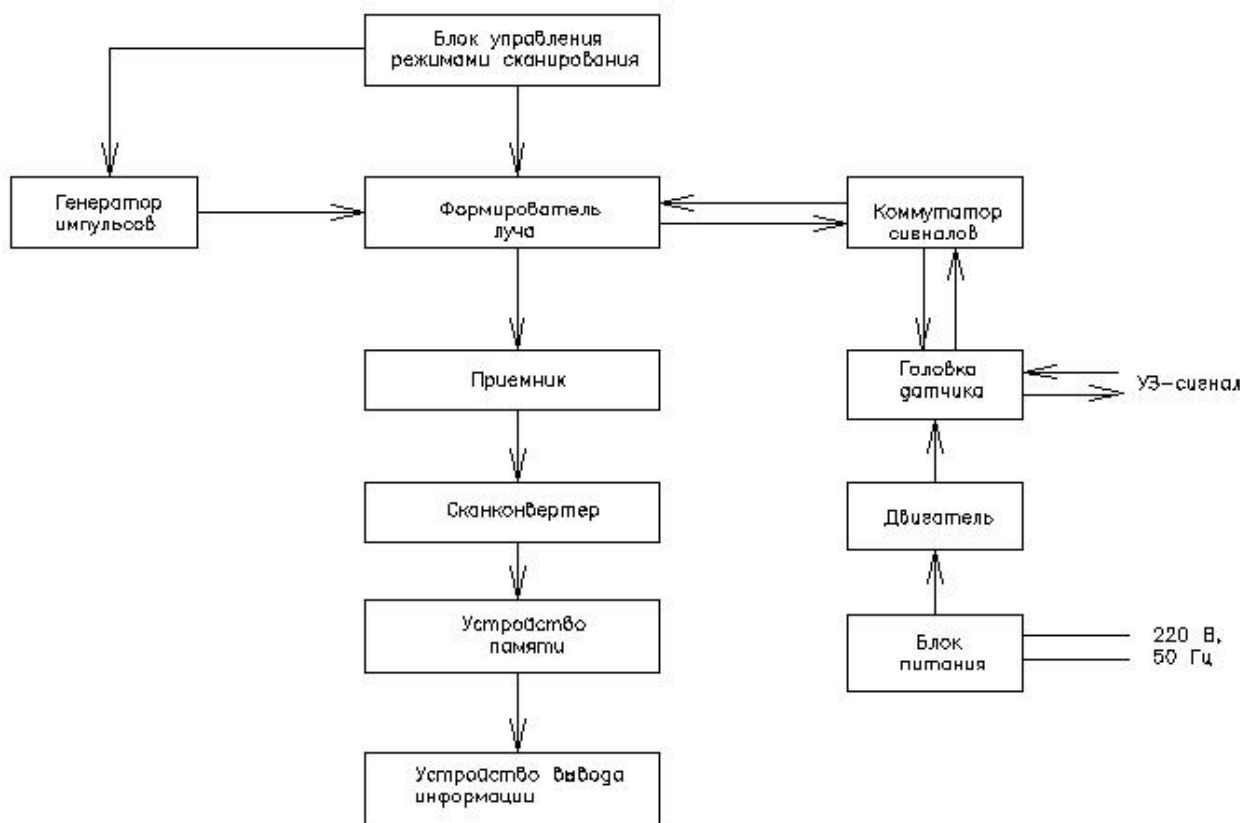 Блок управления
режимами сканирования
Генератор
импульсов
Формирователь
луча
Коммутатор
сигналов
Приемник
Головка
датчика
УЗ-сигнал
Сканконвертер
Двигатель
Устройство
памяти
Блок
питания
220 В,
50 Гц
Устройство вывода
информации